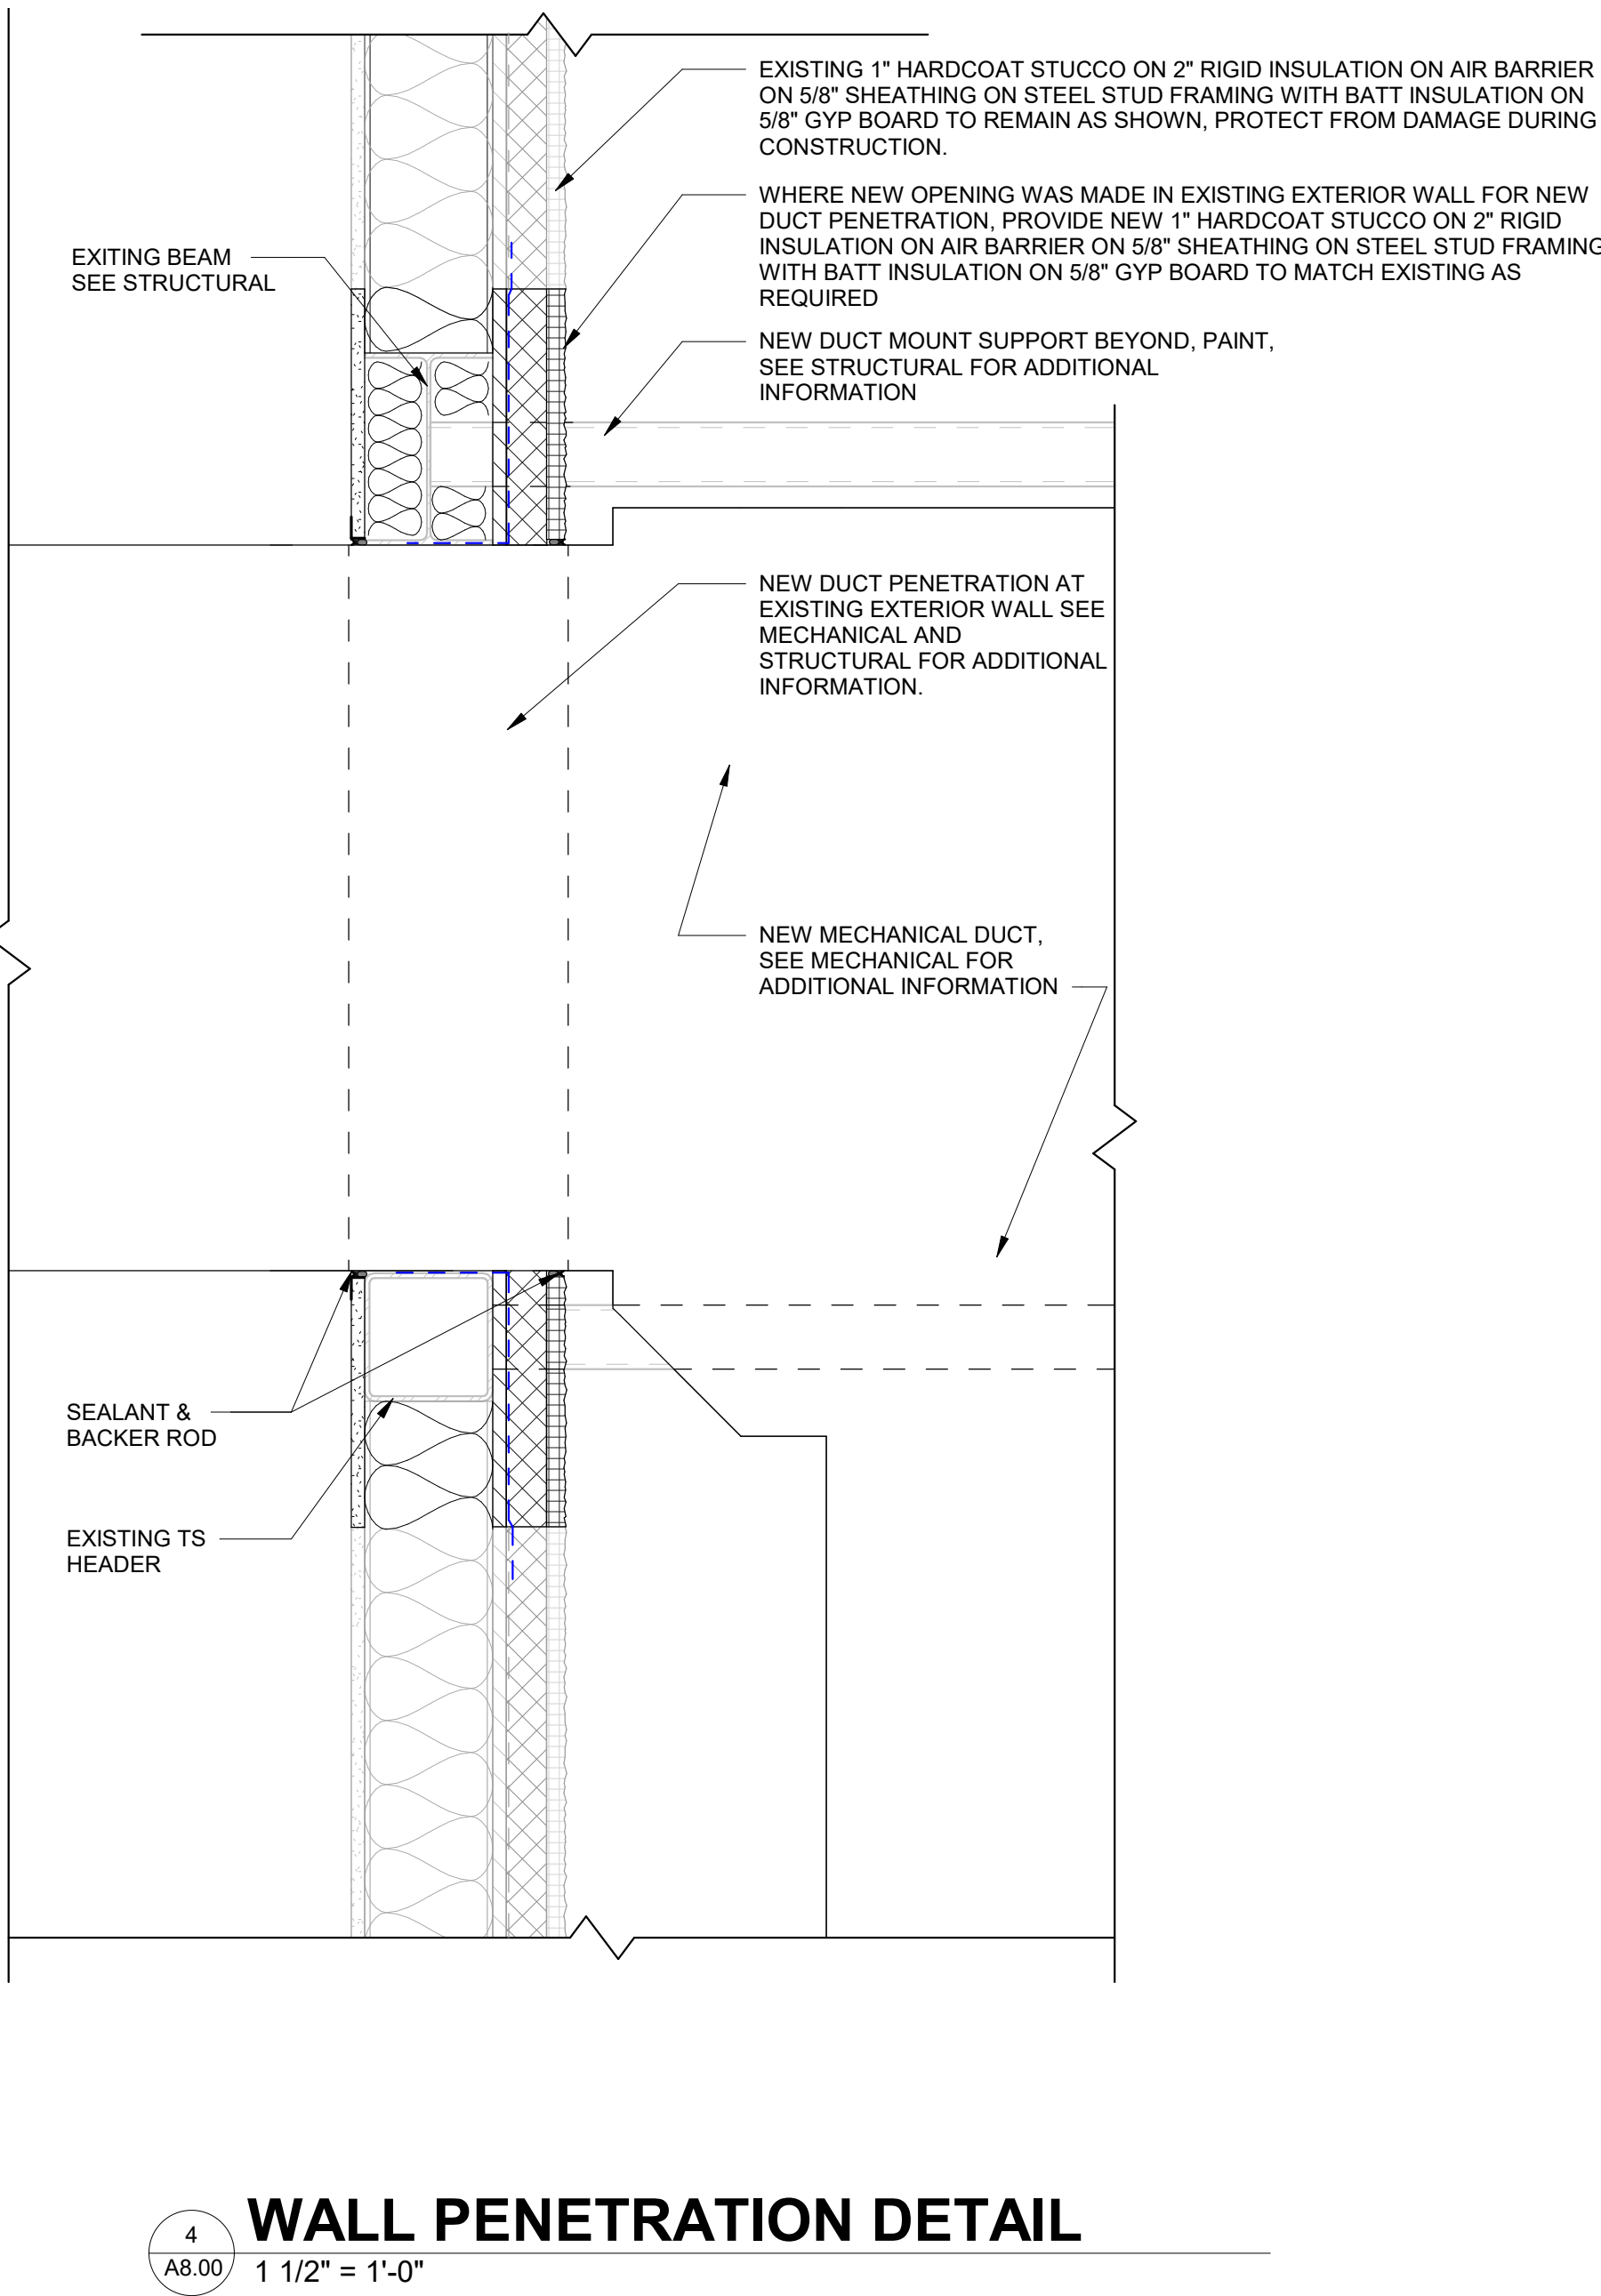 EXISTING 1" HARDCOAT STUCCO ON 2" RIGID INSULATION ON AIR BARRIER
ON 5/8" SHEATHING ON STEEL STUD FRAMING WITH BATT INSULATION ON
5/8" GYP BOARD TO REMAIN AS SHOWN, PROTECT FROM DAMAGE DURING
CONSTRUCTION.
WHERE NEW OPENING WAS MADE IN EXISTING EXTERIOR WALL FOR NEW
DUCT PENETRATION, PROVIDE NEW 1" HARDCOAT STUCCO ON 2" RIGID
INSULATION ON AIR BARRIER ON 5/8" SHEATHING ON STEEL STUD FRAMING
WITH BATT INSULATION ON 5/8" GYP BOARD TO MATCH EXISTING AS
REQUIRED
EXITING BEAM
SEE STRUCTURAL
NEW DUCT MOUNT SUPPORT BEYOND, PAINT,
SEE STRUCTURAL FOR ADDITIONAL
INFORMATION
NEW DUCT PENETRATION AT
EXISTING EXTERIOR WALL SEE
MECHANICAL AND
STRUCTURAL FOR ADDITIONAL
INFORMATION.
NEW MECHANICAL DUCT,
SEE MECHANICAL FOR
ADDITIONAL INFORMATION
SEALANT &
BACKER ROD
EXISTING TS
HEADER
4
A8.00
WALL PENETRATION DETAIL
1 1/2" = 1'-0"